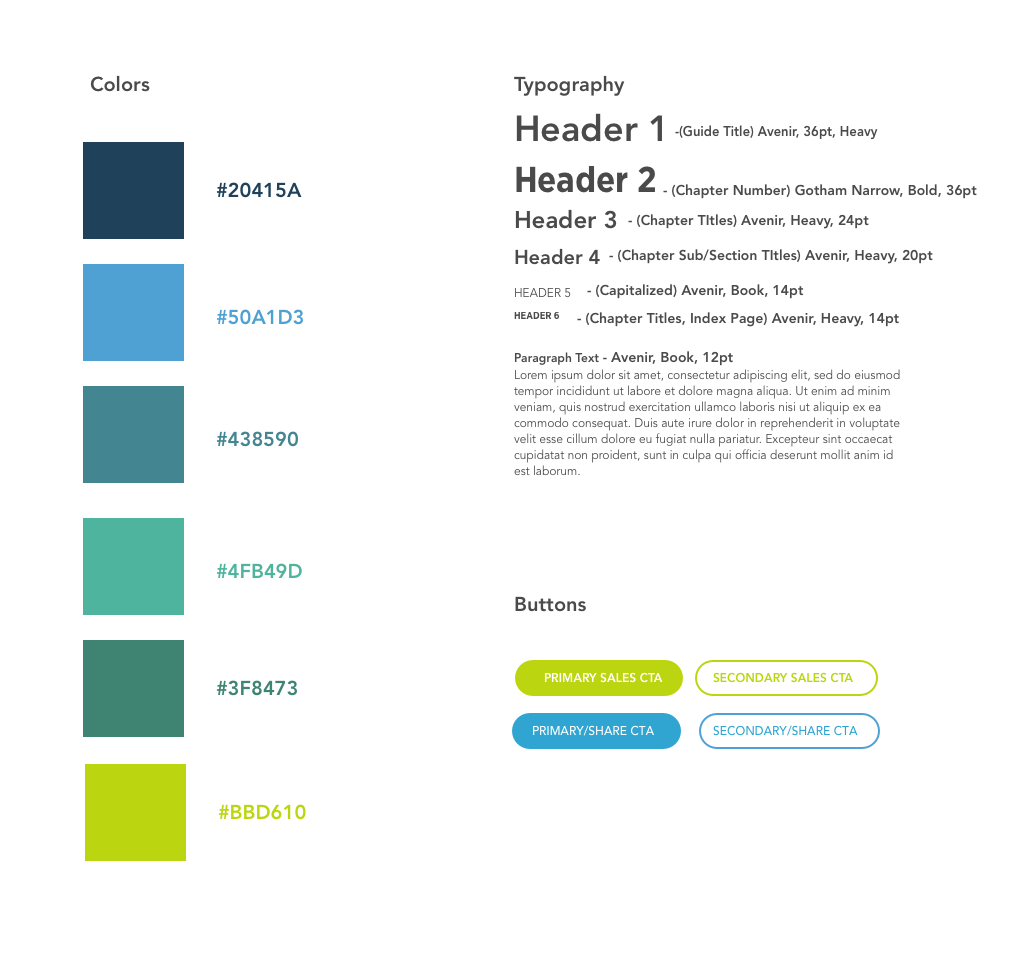 Colors
#20415A
#50A1D3
#438590
#4FB49D
#3F8473
#BBD610
Typography
Header 1 -(Guide Title) Avenir, 36pt, Heavy
Header 2 - (Chapter Number) Gotham Narrow, Bold, 36pt
Header 3 - (Chapter TItles) Avenir, Heavy, 24pt
Header 4 - (Chapter Sub/Section TItles) Avenir, Heavy, 20pt
HEADER 5 - (Capitalized) Avenir, Book, 14pt
HEADER 6 - (Chapter Titles, Index Page) Avenir, Heavy, 14pt
Paragraph Text - Avenir, Book, 12pt
Lorem ipsum dolor sit amet, consectetur adipiscing elit, sed do eiusmod
tempor incididunt ut labore et dolore magna aliqua. Ut enim ad minim
veniam, quis nostrud exercitation ullamco laboris nisi ut aliquip ex ea
commodo consequat. Duis aute irure dolor in reprehenderit in voluptate
velit esse cillum dolore eu fugiat nulla pariatur. Excepteur sint occaecat
cupidatat non proident, sunt in culpa qui officia deserunt mollit anim id
est laborum.
Buttons
PRIMARY SALES CTA
SECONDARY SALES CTA
PRIMARY/SHARE CTA
SECONDARY/SHARE CTA